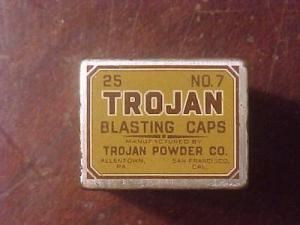 25 NO. 7
TROJAN
BLASTING CAPS
MANUFACTURED BY
TROJAN POWDER CO.
ALLENTOWN, SAN FRANCISCO,
PA. CAL.